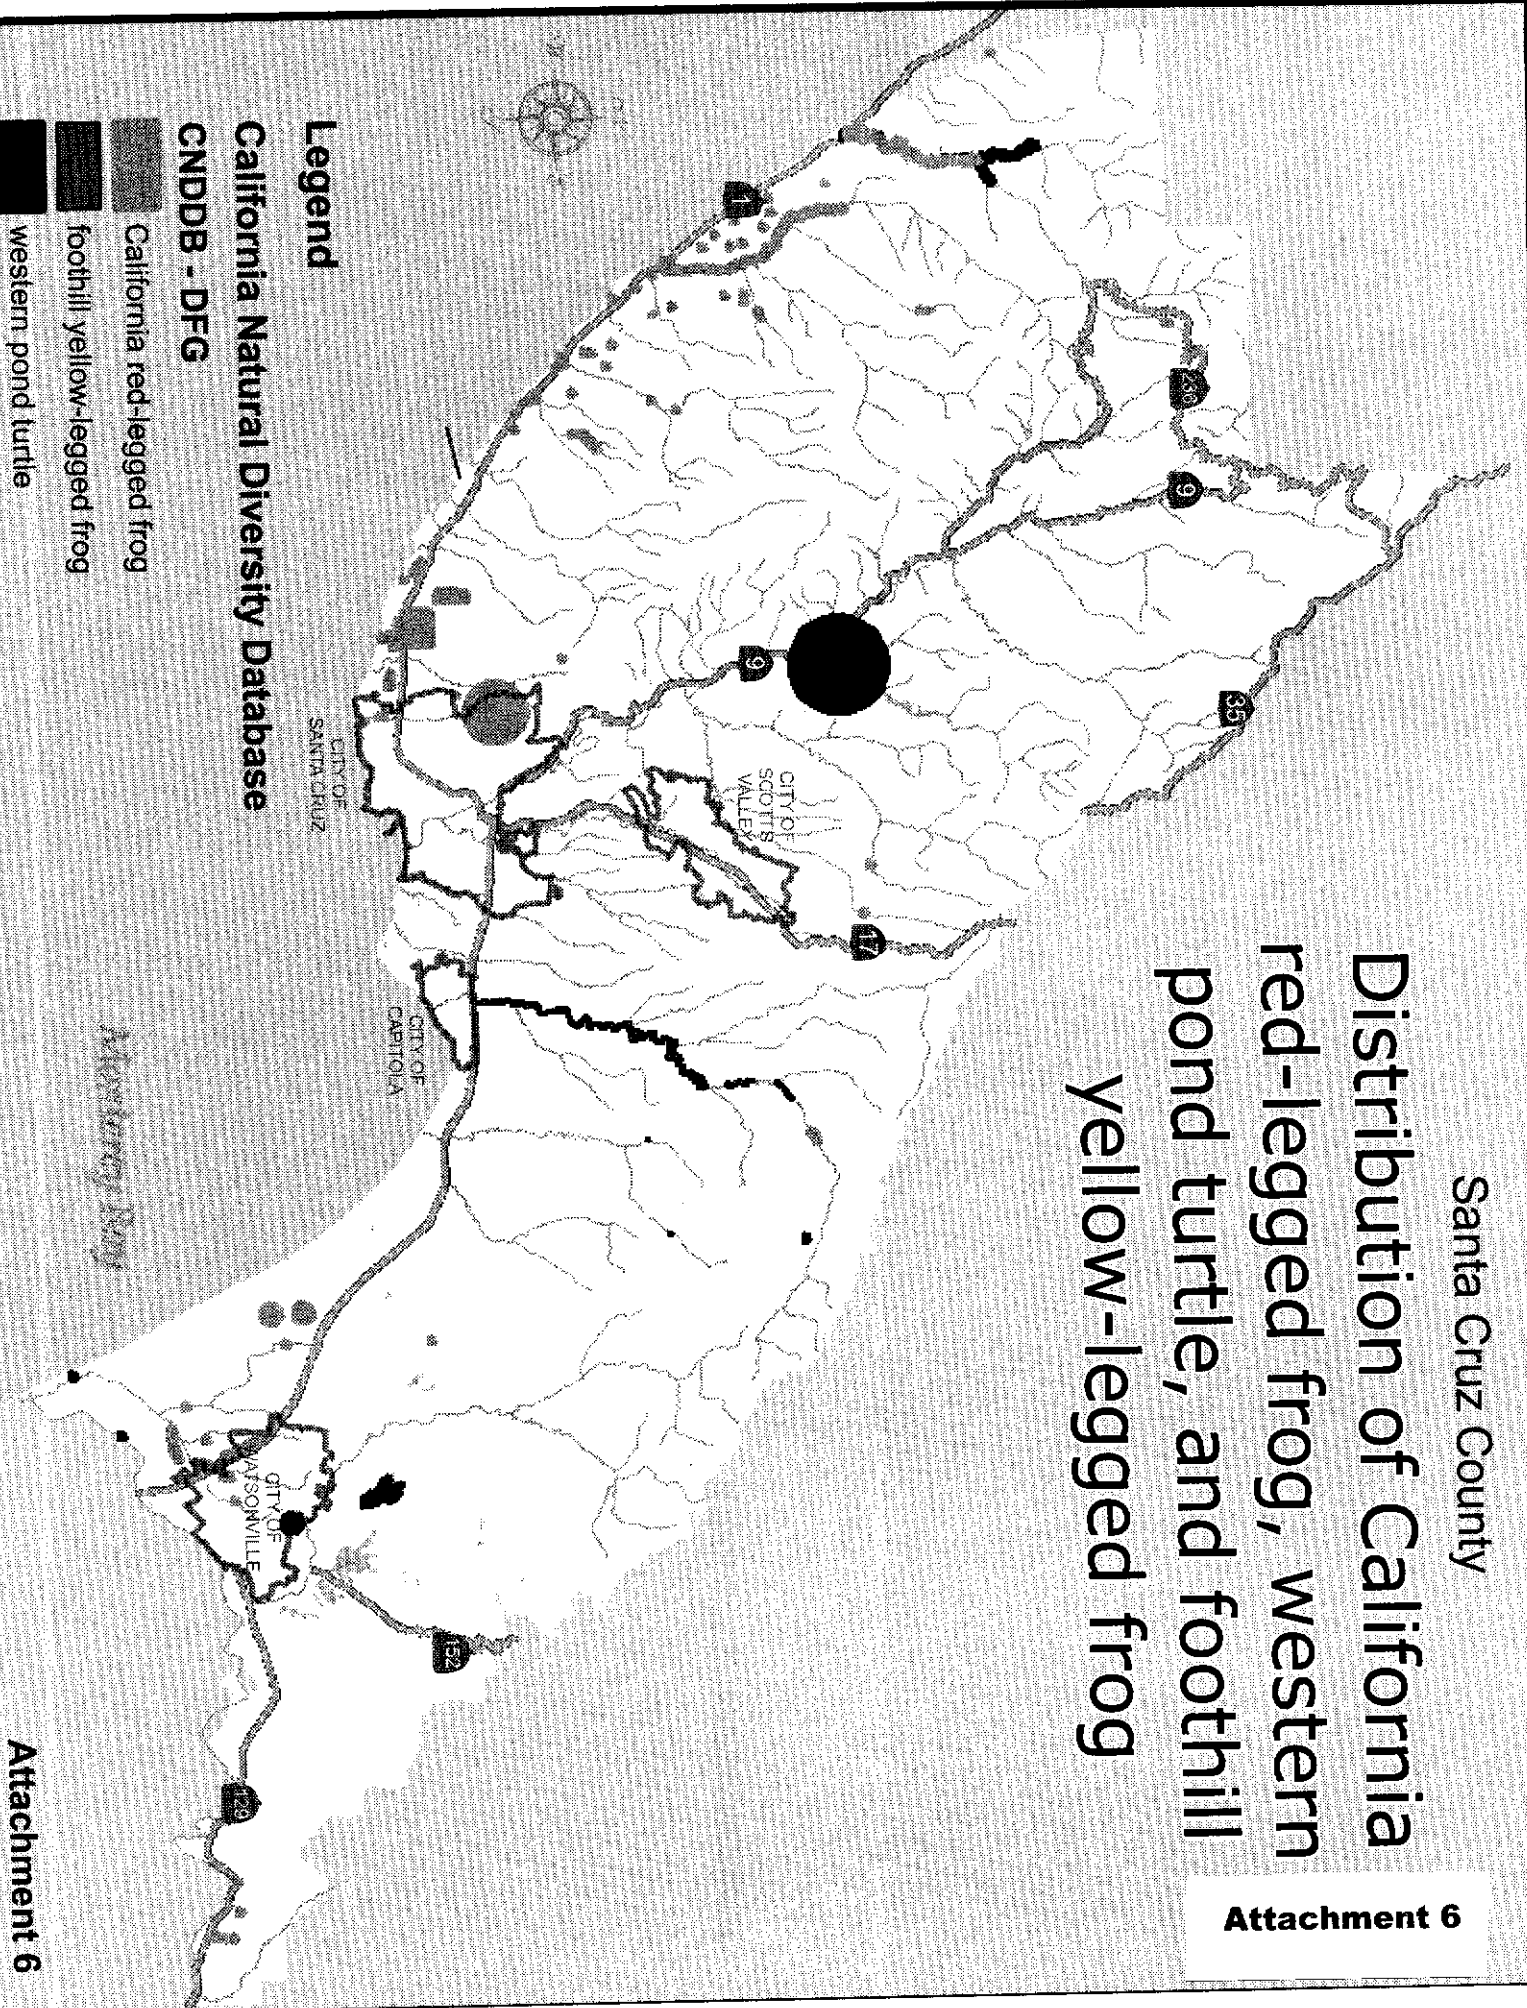 Santa Cruz County
Distribution of California
red-legged frog, western
pond turtle, and foothill
yellow-legged frog
Attachment 6
35
9
236
17
CITY OF
SCOTTS
VALLEY
9
1
152
CITY OF
CAPITOLA
CITY OF
SANTA CRUZ
CITY OF
WATSONVILLE
129
Monterey Bay
Legend
California Natural Diversity Database
CNDDB - DFG
California red-legged frog
foothill yellow-legged frog
western pond turtle
Attachment 6